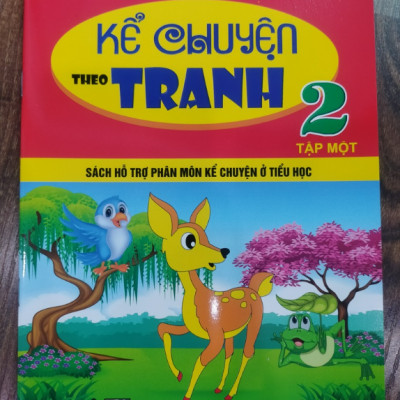 KỂ CHUYỆN
THEO TRANH 2
TẬP MỘT
SÁCH HỖ TRỢ PHÂN MÔN KỂ CHUYỆN Ở TIỂU HỌC